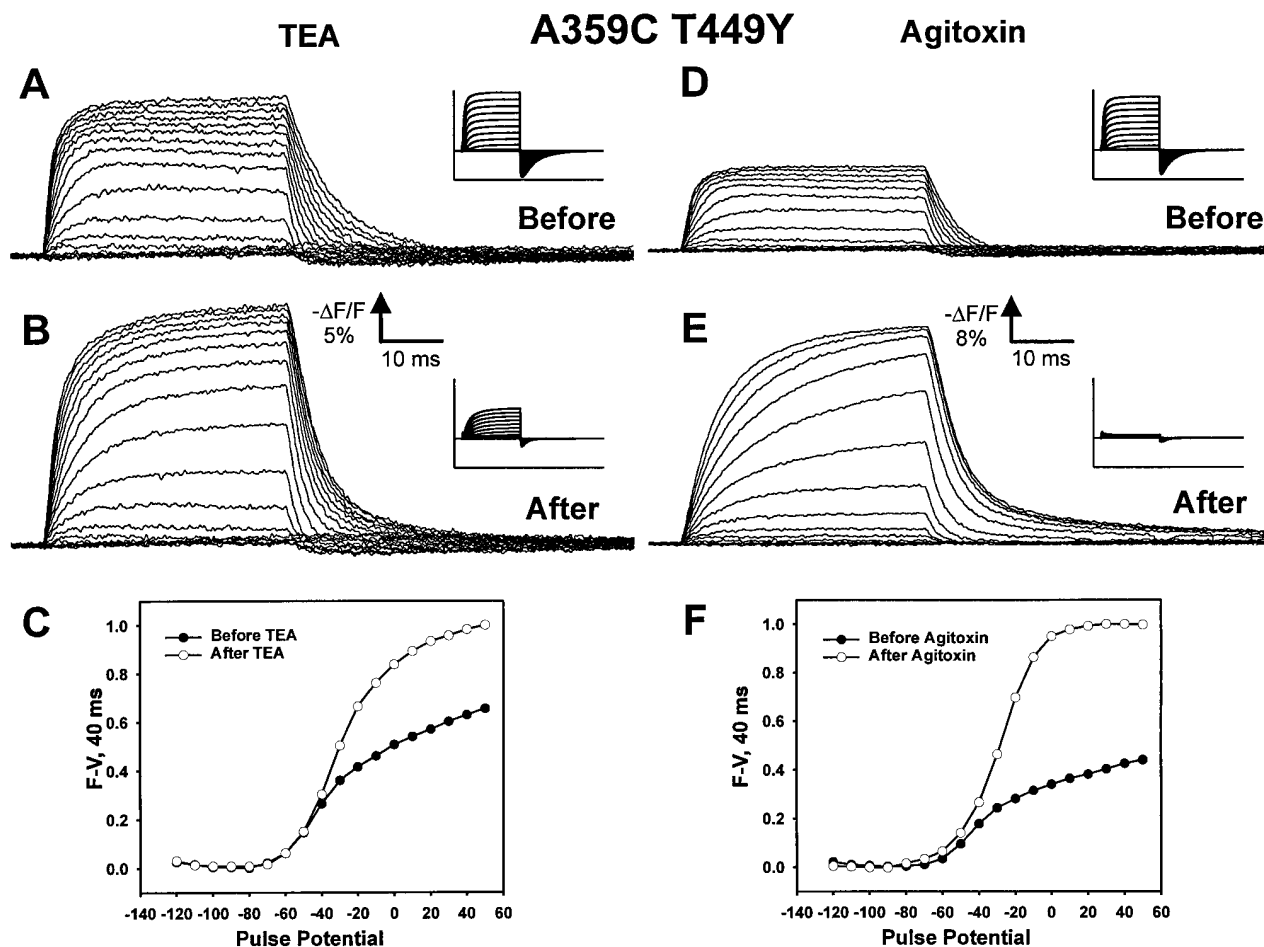 TEA A359C T449Y Agitoxin
A
Before
D
Before
B
-ΔF/F
5%
10 ms
After
E
-ΔF/F
8%
10 ms
After
C
F-V, 40 ms
1.0
0.8
0.6
0.4
0.2
0.0
Before TEA
After TEA
-140 -120 -100 -80 -60 -40 -20 0 20 40 60
Pulse Potential
F
F-V, 40 ms
1.0
0.8
0.6
0.4
0.2
0.0
Before Agitoxin
After Agitoxin
-140 -120 -100 -80 -60 -40 -20 0 20 40 60
Pulse Potential